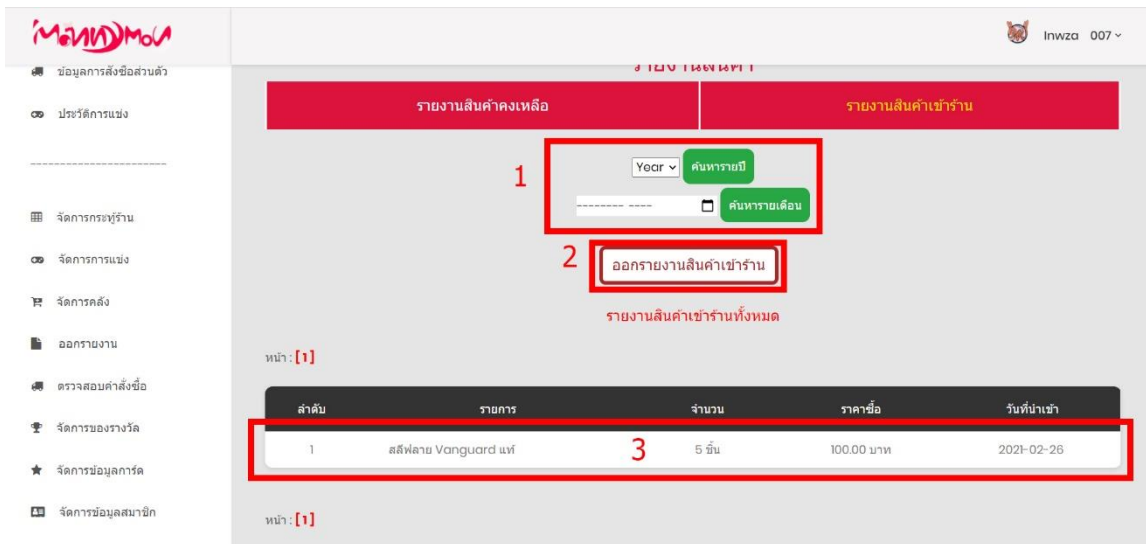 Inwza 007
ข้อมูลการสั่งซื้อส่วนตัว
ประวัติการแข่ง
------------------------
จัดการกระทู้ร้าน
จัดการการแข่ง
จัดการคลัง
ออกรายงาน
ตรวจสอบคำสั่งซื้อ
จัดการของรางวัล
จัดการข้อมูลการ์ด
จัดการข้อมูลสมาชิก
รายงานสินค้า
รายงานสินค้าคงเหลือ รายงานสินค้าเข้าร้าน
1
Year ค้นหารายปี
-------- ---- ค้นหารายเดือน
2
ออกรายงานสินค้าเข้าร้าน
รายงานสินค้าเข้าร้านทั้งหมด
หน้า : [1]
ลำดับ รายการ จำนวน ราคาซื้อ วันที่นำเข้า
1 สลีฟลาย Vanguard แท้ 3 5 ชิ้น 100.00 บาท 2021-02-26
หน้า : [1]